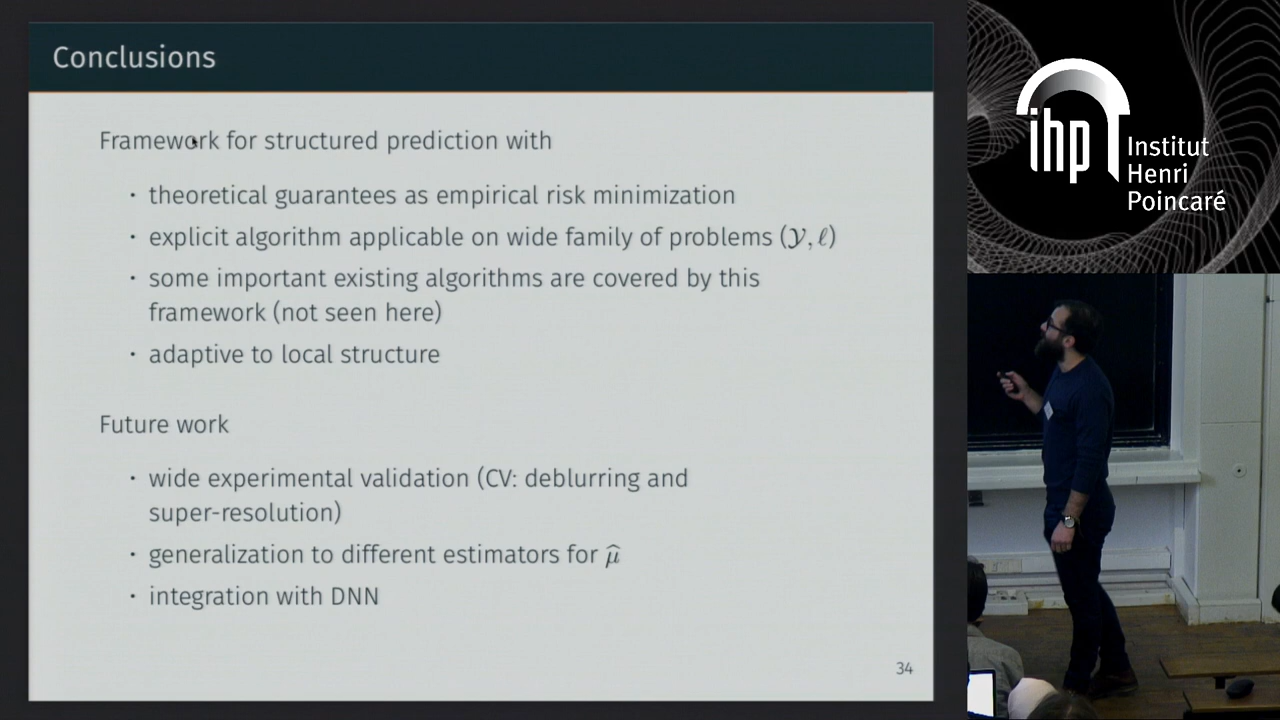 Conclusions
Framework for structured prediction with
· theoretical guarantees as empirical risk minimization
· explicit algorithm applicable on wide family of problems (𝒴, ℓ)
· some important existing algorithms are covered by this
framework (not seen here)
· adaptive to local structure
Future work
· wide experimental validation (CV: deblurring and
super-resolution)
· generalization to different estimators for μ̂
· integration with DNN
34
ihp
Institut
Henri
Poincaré